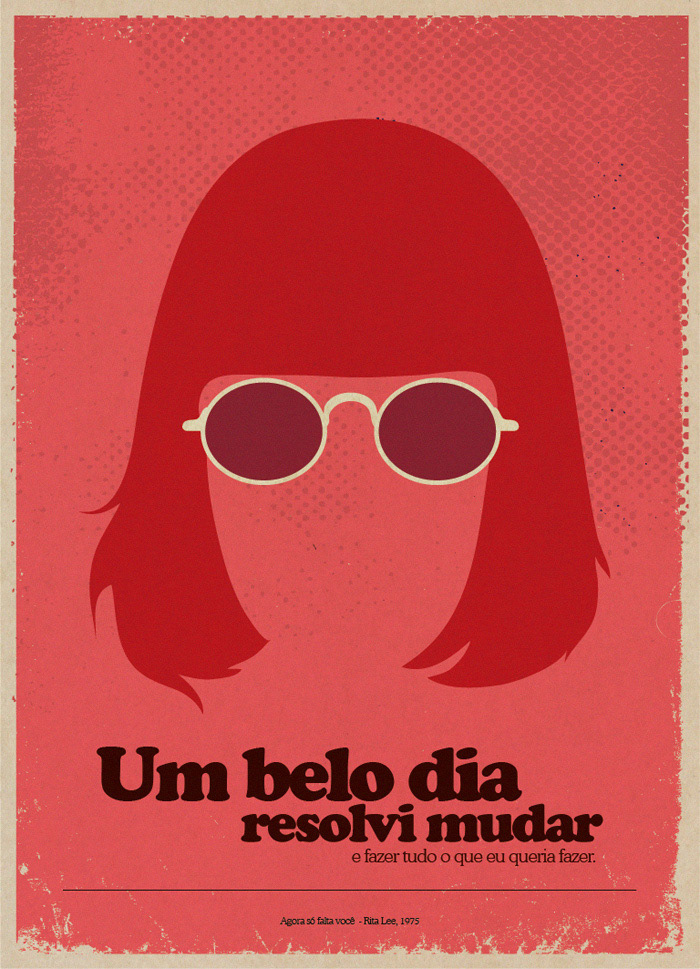 Um belo dia
resolvi mudar
e fazer tudo o que eu queria fazer.
Agora só falta você - Rita Lee, 1975